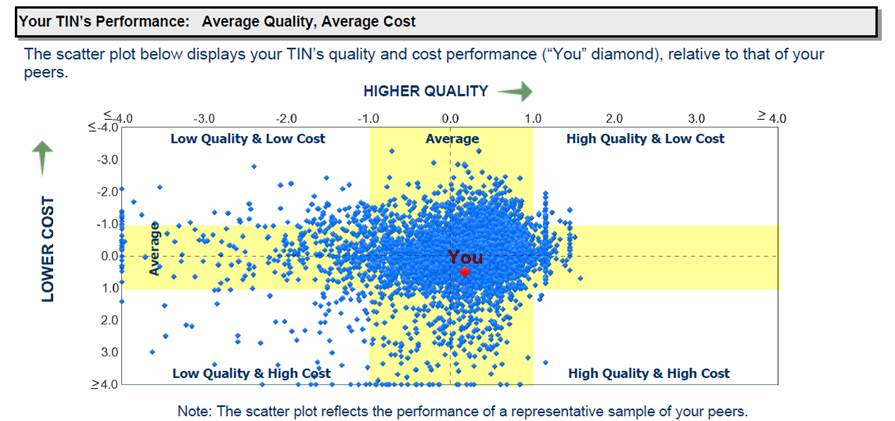 Your TIN's Performance: Average Quality, Average Cost
The scatter plot below displays your TIN's quality and cost performance ("You" diamond), relative to that of your
peers.
HIGHER QUALITY
≤-4.0 -3.0 -2.0 -1.0 0.0 1.0 2.0 3.0 ≥ 4.0
≤-4.0
Low Quality & Low Cost Average High Quality & Low Cost
-3.0
-2.0
-1.0
LOWER COST
Average
0.0
You
1.0
2.0
3.0
Low Quality & High Cost High Quality & High Cost
≥4.0
Note: The scatter plot reflects the performance of a representative sample of your peers.